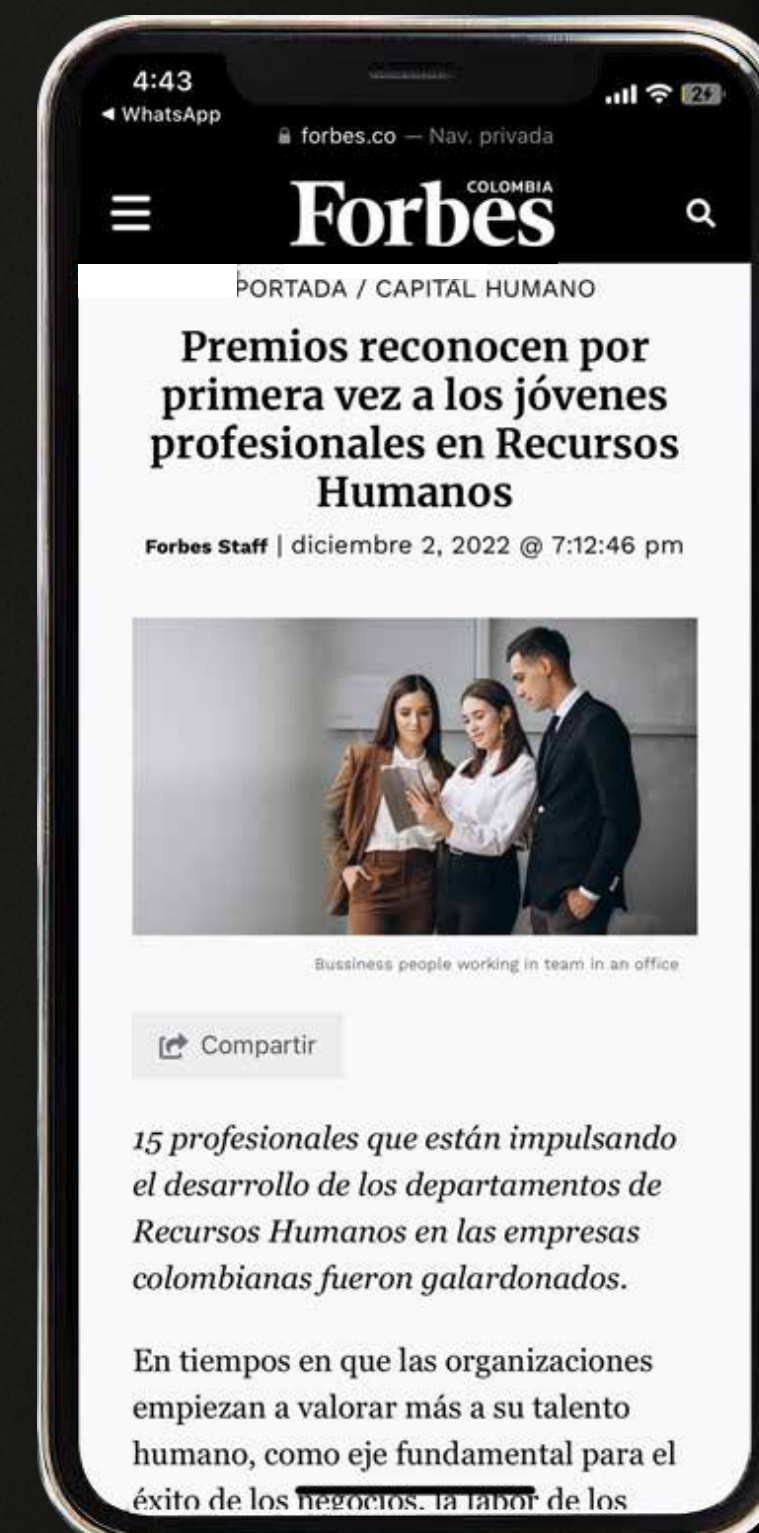 4:43
◀ WhatsApp
24
forbes.co — Nav. privada
Forbes
COLOMBIA
PORTADA / CAPITAL HUMANO
Premios reconocen por
primera vez a los jóvenes
profesionales en Recursos
Humanos
Forbes Staff | diciembre 2, 2022 @ 7:12:46 pm
Bussiness people working in team in an office
Compartir
15 profesionales que están impulsando
el desarrollo de los departamentos de
Recursos Humanos en las empresas
colombianas fueron galardonados.
En tiempos en que las organizaciones
empiezan a valorar más a su talento
humano, como eje fundamental para el
éxito de los negocios, la labor de los